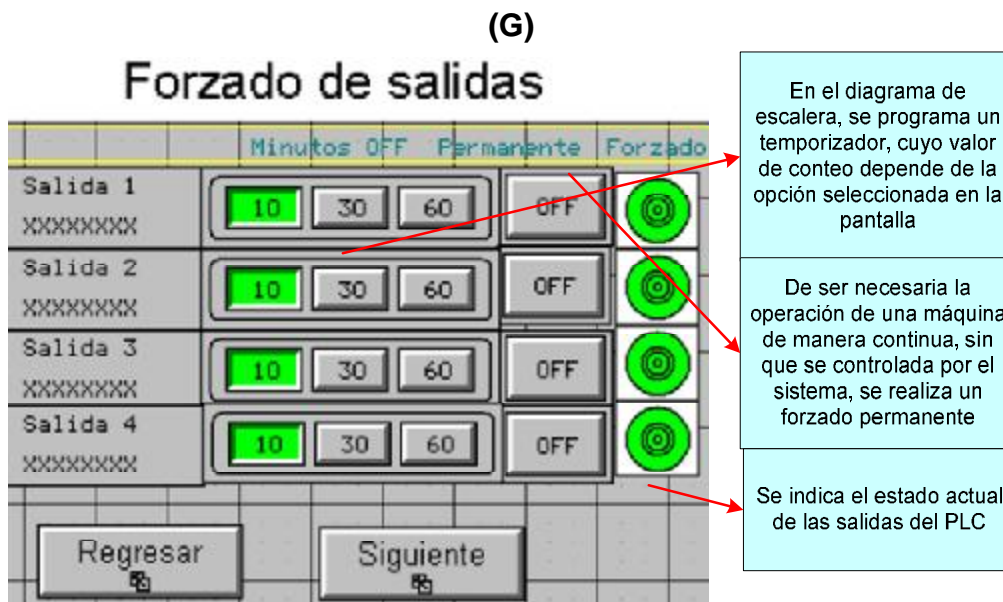 (G)
Forzado de salidas
Minutos OFF Permanente Forzado
Salida 1
XXXXXXXX
10 30 60 OFF
Salida 2
XXXXXXXX
10 30 60 OFF
Salida 3
XXXXXXXX
10 30 60 OFF
Salida 4
XXXXXXXX
10 30 60 OFF
Regresar
Siguiente
En el diagrama de
escalera, se programa un
temporizador, cuyo valor
de conteo depende de la
opción seleccionada en la
pantalla
De ser necesaria la
operación de una máquina
de manera continua, sin
que se controlada por el
sistema, se realiza un
forzado permanente
Se indica el estado actual
de las salidas del PLC